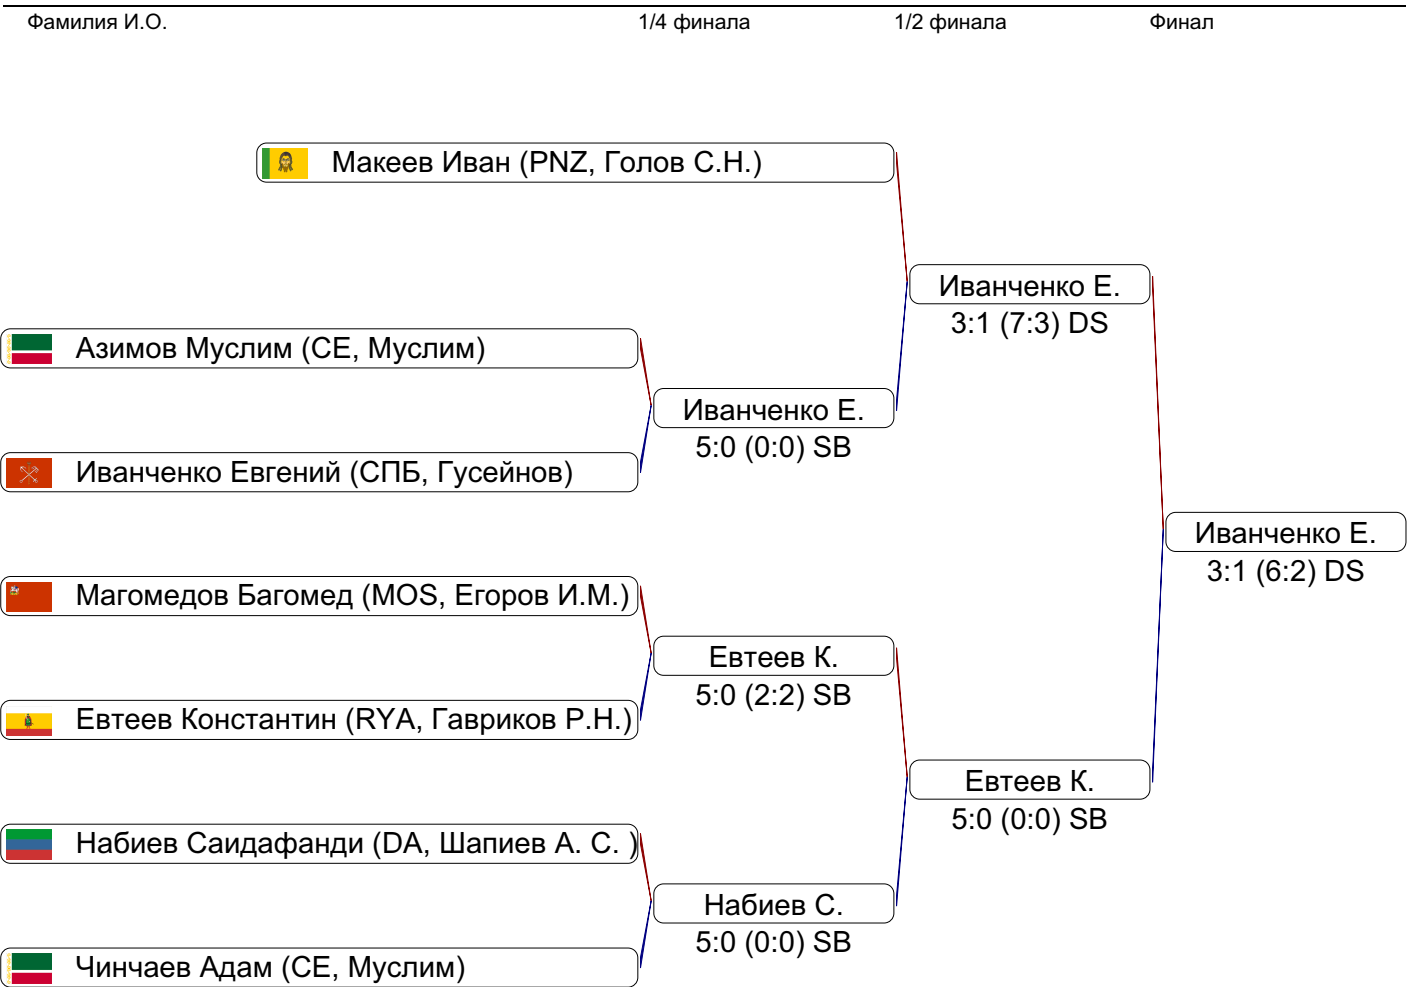 Фамилия И.О. 1/4 финала 1/2 финала Финал
Макеев Иван (PNZ, Голов С.Н.)
Иванченко Е.
3:1 (7:3) DS
Азимов Муслим (CE, Муслим)
Иванченко Е.
5:0 (0:0) SB
Иванченко Евгений (СПБ, Гусейнов)
Иванченко Е.
3:1 (6:2) DS
Магомедов Багомед (MOS, Егоров И.М.)
Евтеев К.
5:0 (2:2) SB
Евтеев Константин (RYA, Гавриков Р.Н.)
Евтеев К.
5:0 (0:0) SB
Набиев Саидафанди (DA, Шапиев А. С. )
Набиев С.
5:0 (0:0) SB
Чинчаев Адам (CE, Муслим)